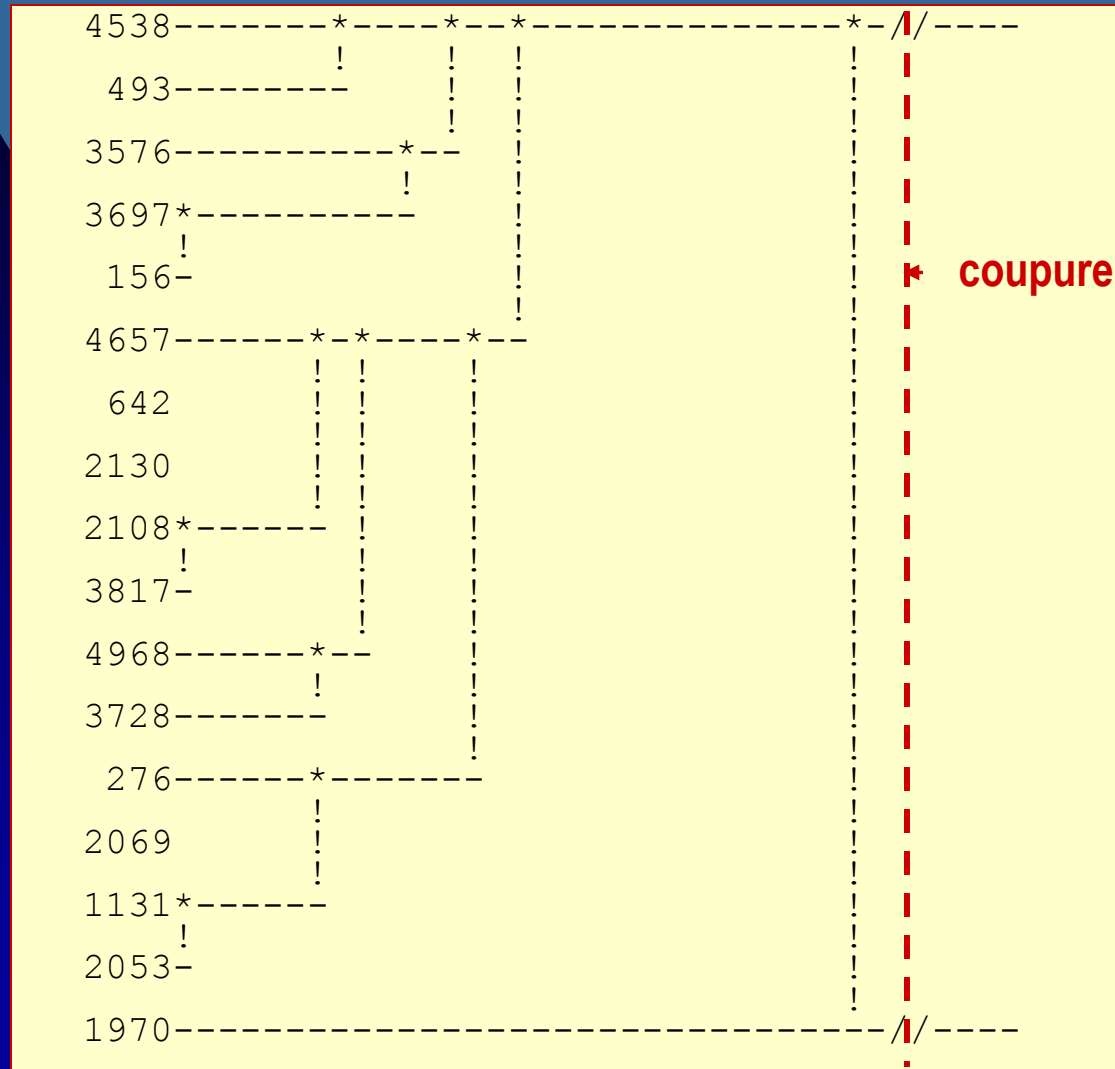 4538-------*----*--*--------------*-//----
! ! ! !
493-------- ! ! !
! ! !
3576----------*-- ! !
! ! !
3697*---------- ! !
! ! !
156- ! ! coupure
! !
4657------*-*----*-- !
! ! ! !
642 ! ! ! !
! ! ! !
2130 ! ! ! !
! ! ! !
2108*------ ! ! !
! ! ! !
3817- ! ! !
! ! !
4968------*-- ! !
! ! !
3728------- ! !
! !
276------*------- !
! !
2069 ! !
! !
1131*------ !
! !
2053- !
!
1970--------------------------------//----